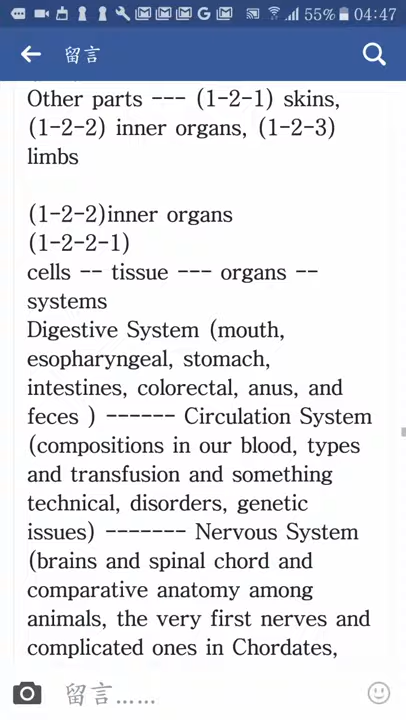 55% 04:47
留言
Other parts --- (1-2-1) skins,
(1-2-2) inner organs, (1-2-3)
limbs
(1-2-2)inner organs
(1-2-2-1)
cells -- tissue --- organs --
systems
Digestive System (mouth,
esopharyngeal, stomach,
intestines, colorectal, anus, and
feces ) ------ Circulation System
(compositions in our blood, types
and transfusion and something
technical, disorders, genetic
issues) ------- Nervous System
(brains and spinal chord and
comparative anatomy among
animals, the very first nerves and
complicated ones in Chordates,
留言......